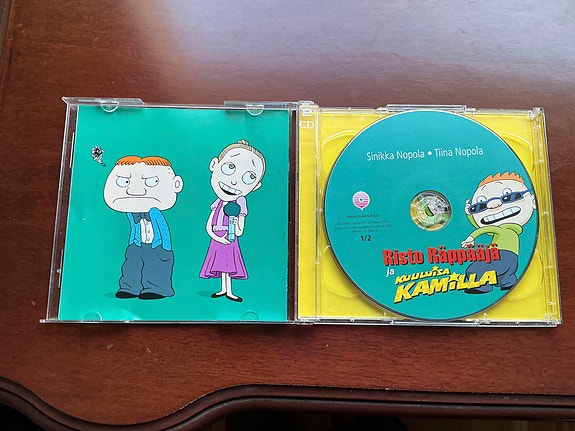 Sinikka Nopola • Tiina Nopola
1/2
Risto Räppääjä
ja
KUULUISA
KAMILLA